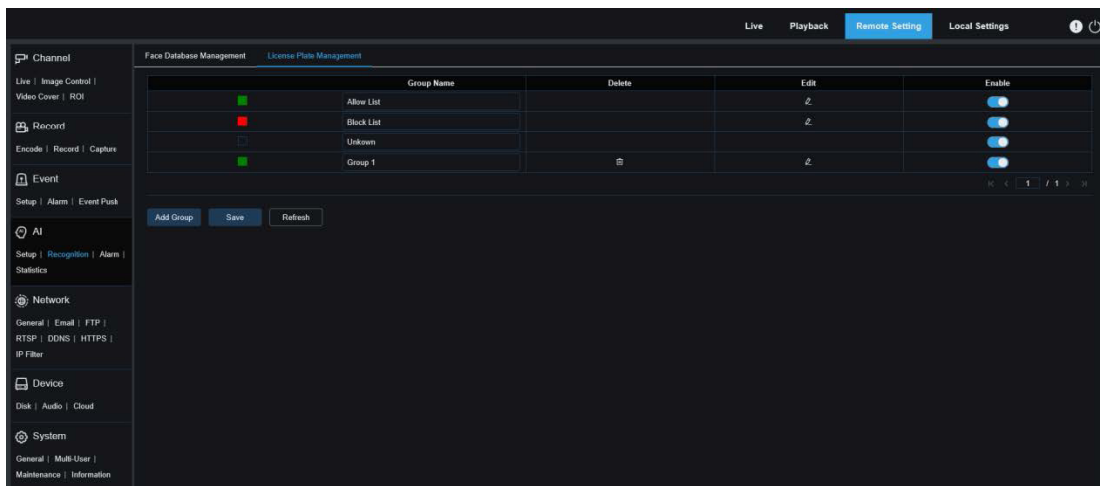 Live Playback Remote Setting Local Settings
Channel
Live | Image Control |
Video Cover | ROI
Record
Encode | Record | Capture
Event
Setup | Alarm | Event Push
AI
Setup | Recognition | Alarm |
Statistics
Network
General | Email | FTP |
RTSP | DDNS | HTTPS |
IP Filter
Device
Disk | Audio | Cloud
System
General | Multi-User |
Maintenance | Information
Face Database Management License Plate Management
Group Name Delete Edit Enable
Allow List
Block List
Unkown
Group 1
1 / 1
Add Group Save Refresh